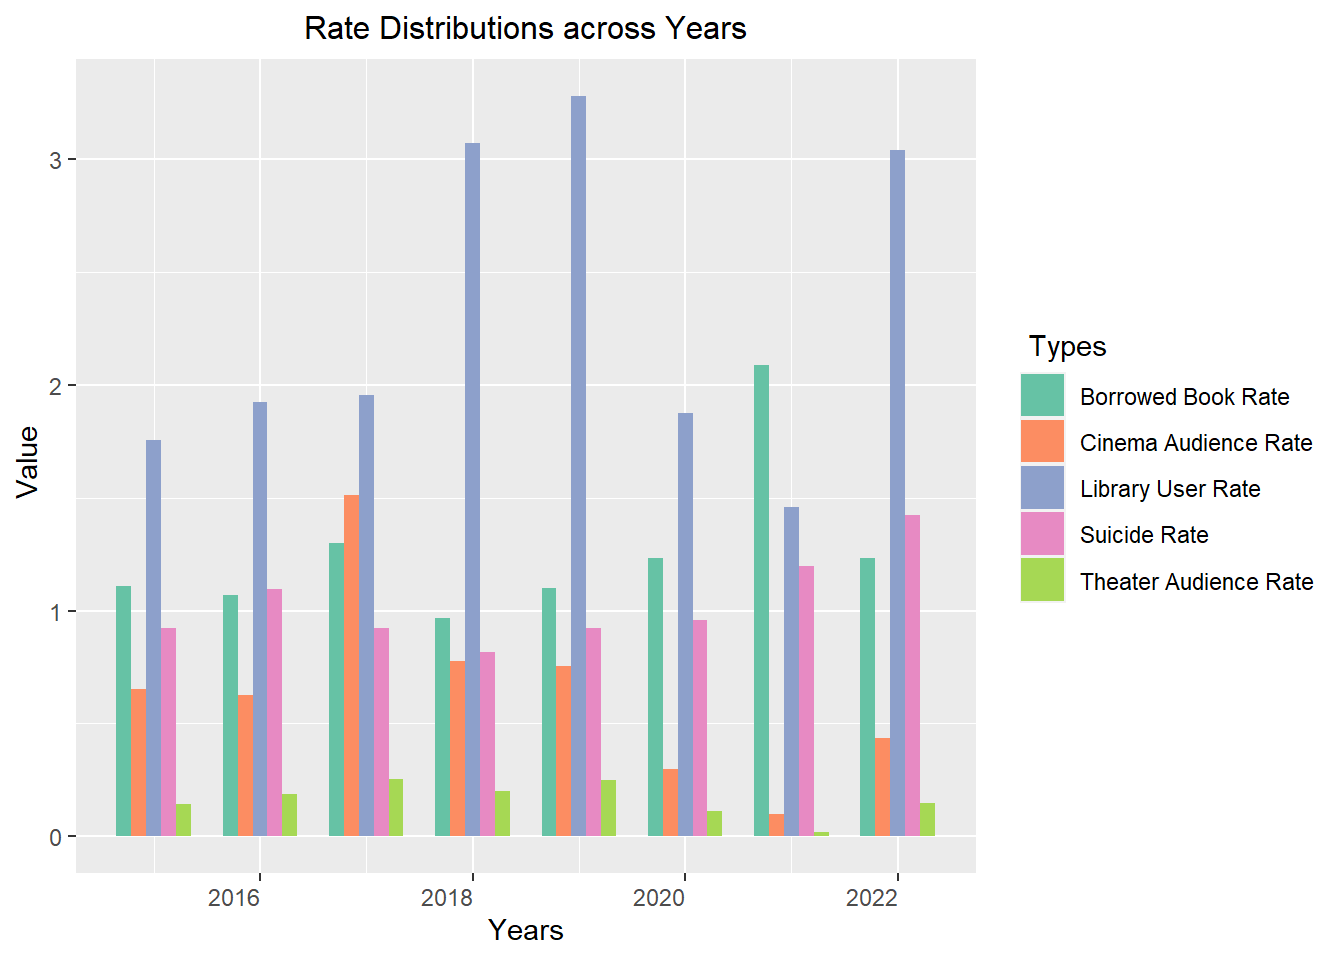 Rate Distributions across Years
3
2
1
0
Value
2016
2018
2020
2022
Years
Types
Borrowed Book Rate
Cinema Audience Rate
Library User Rate
Suicide Rate
Theater Audience Rate